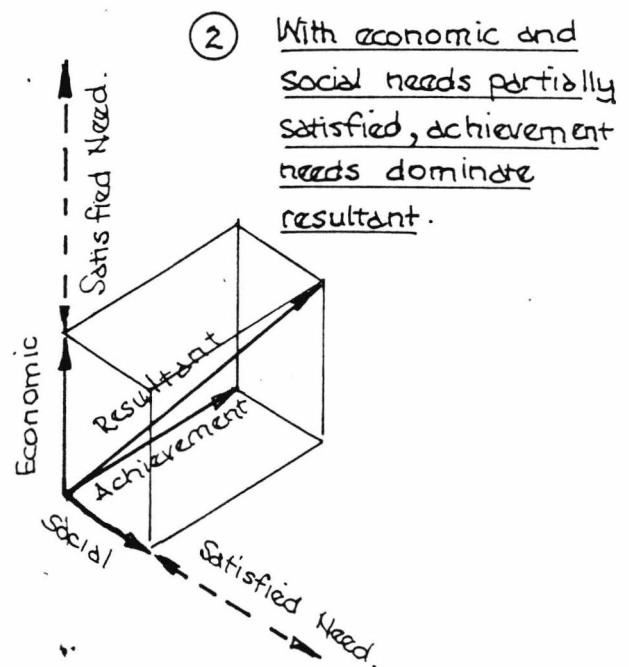 ② With economic and
social needs partially
satisfied, achievement
needs dominate
resultant.
Satisfied Need.
Economic
Resultant
Achievement
Social
Satisfied Need.